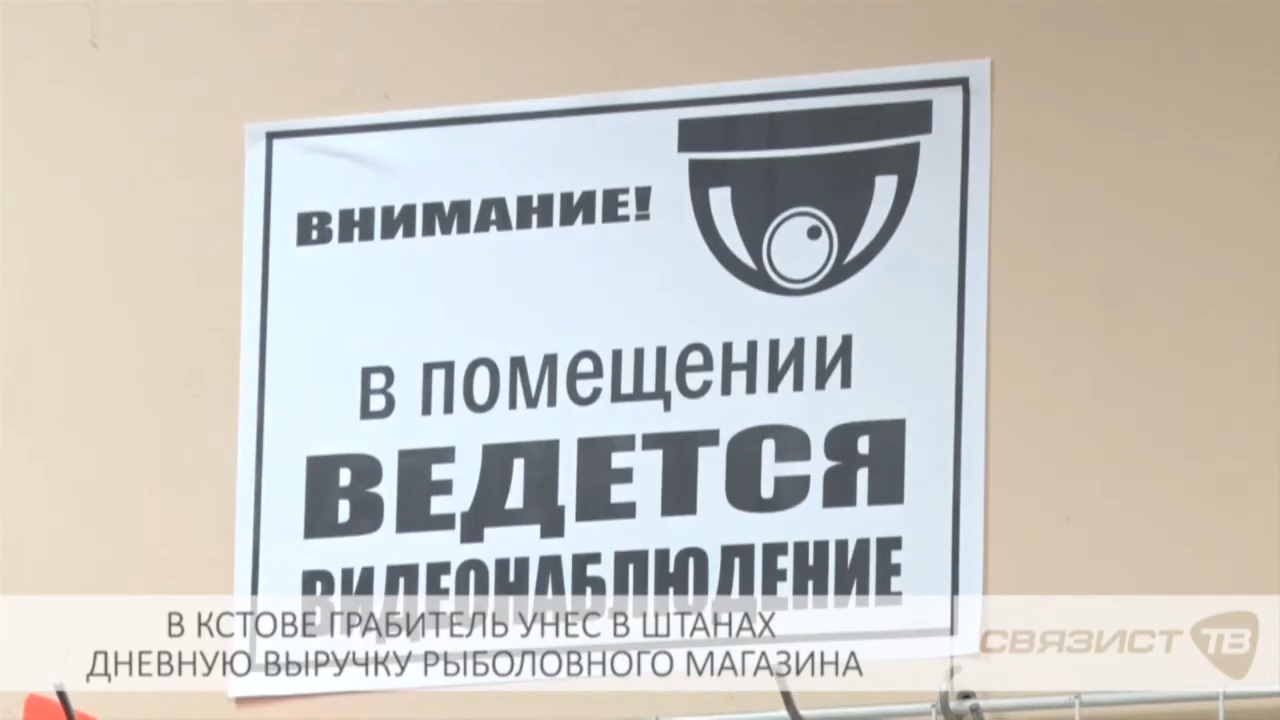 ВНИМАНИЕ!
в помещении
ВЕДЕТСЯ
ВИДЕОНАБЛЮДЕНИЕ
В КСТОВЕ ГРАБИТЕЛЬ УНЕС В ШТАНАХ
ДНЕВНУЮ ВЫРУЧКУ РЫБОЛОВНОГО МАГАЗИНА
СВЯЗИСТ ТВ